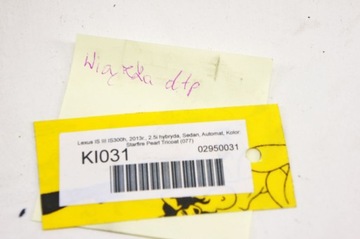 Wiązka dtp
Lexus IS III IS300h, 2013r., 2.5i hybryda, Sedan, Automat, Kolor:
Starfire Pearl Tricoat (077)
KI031 02950031